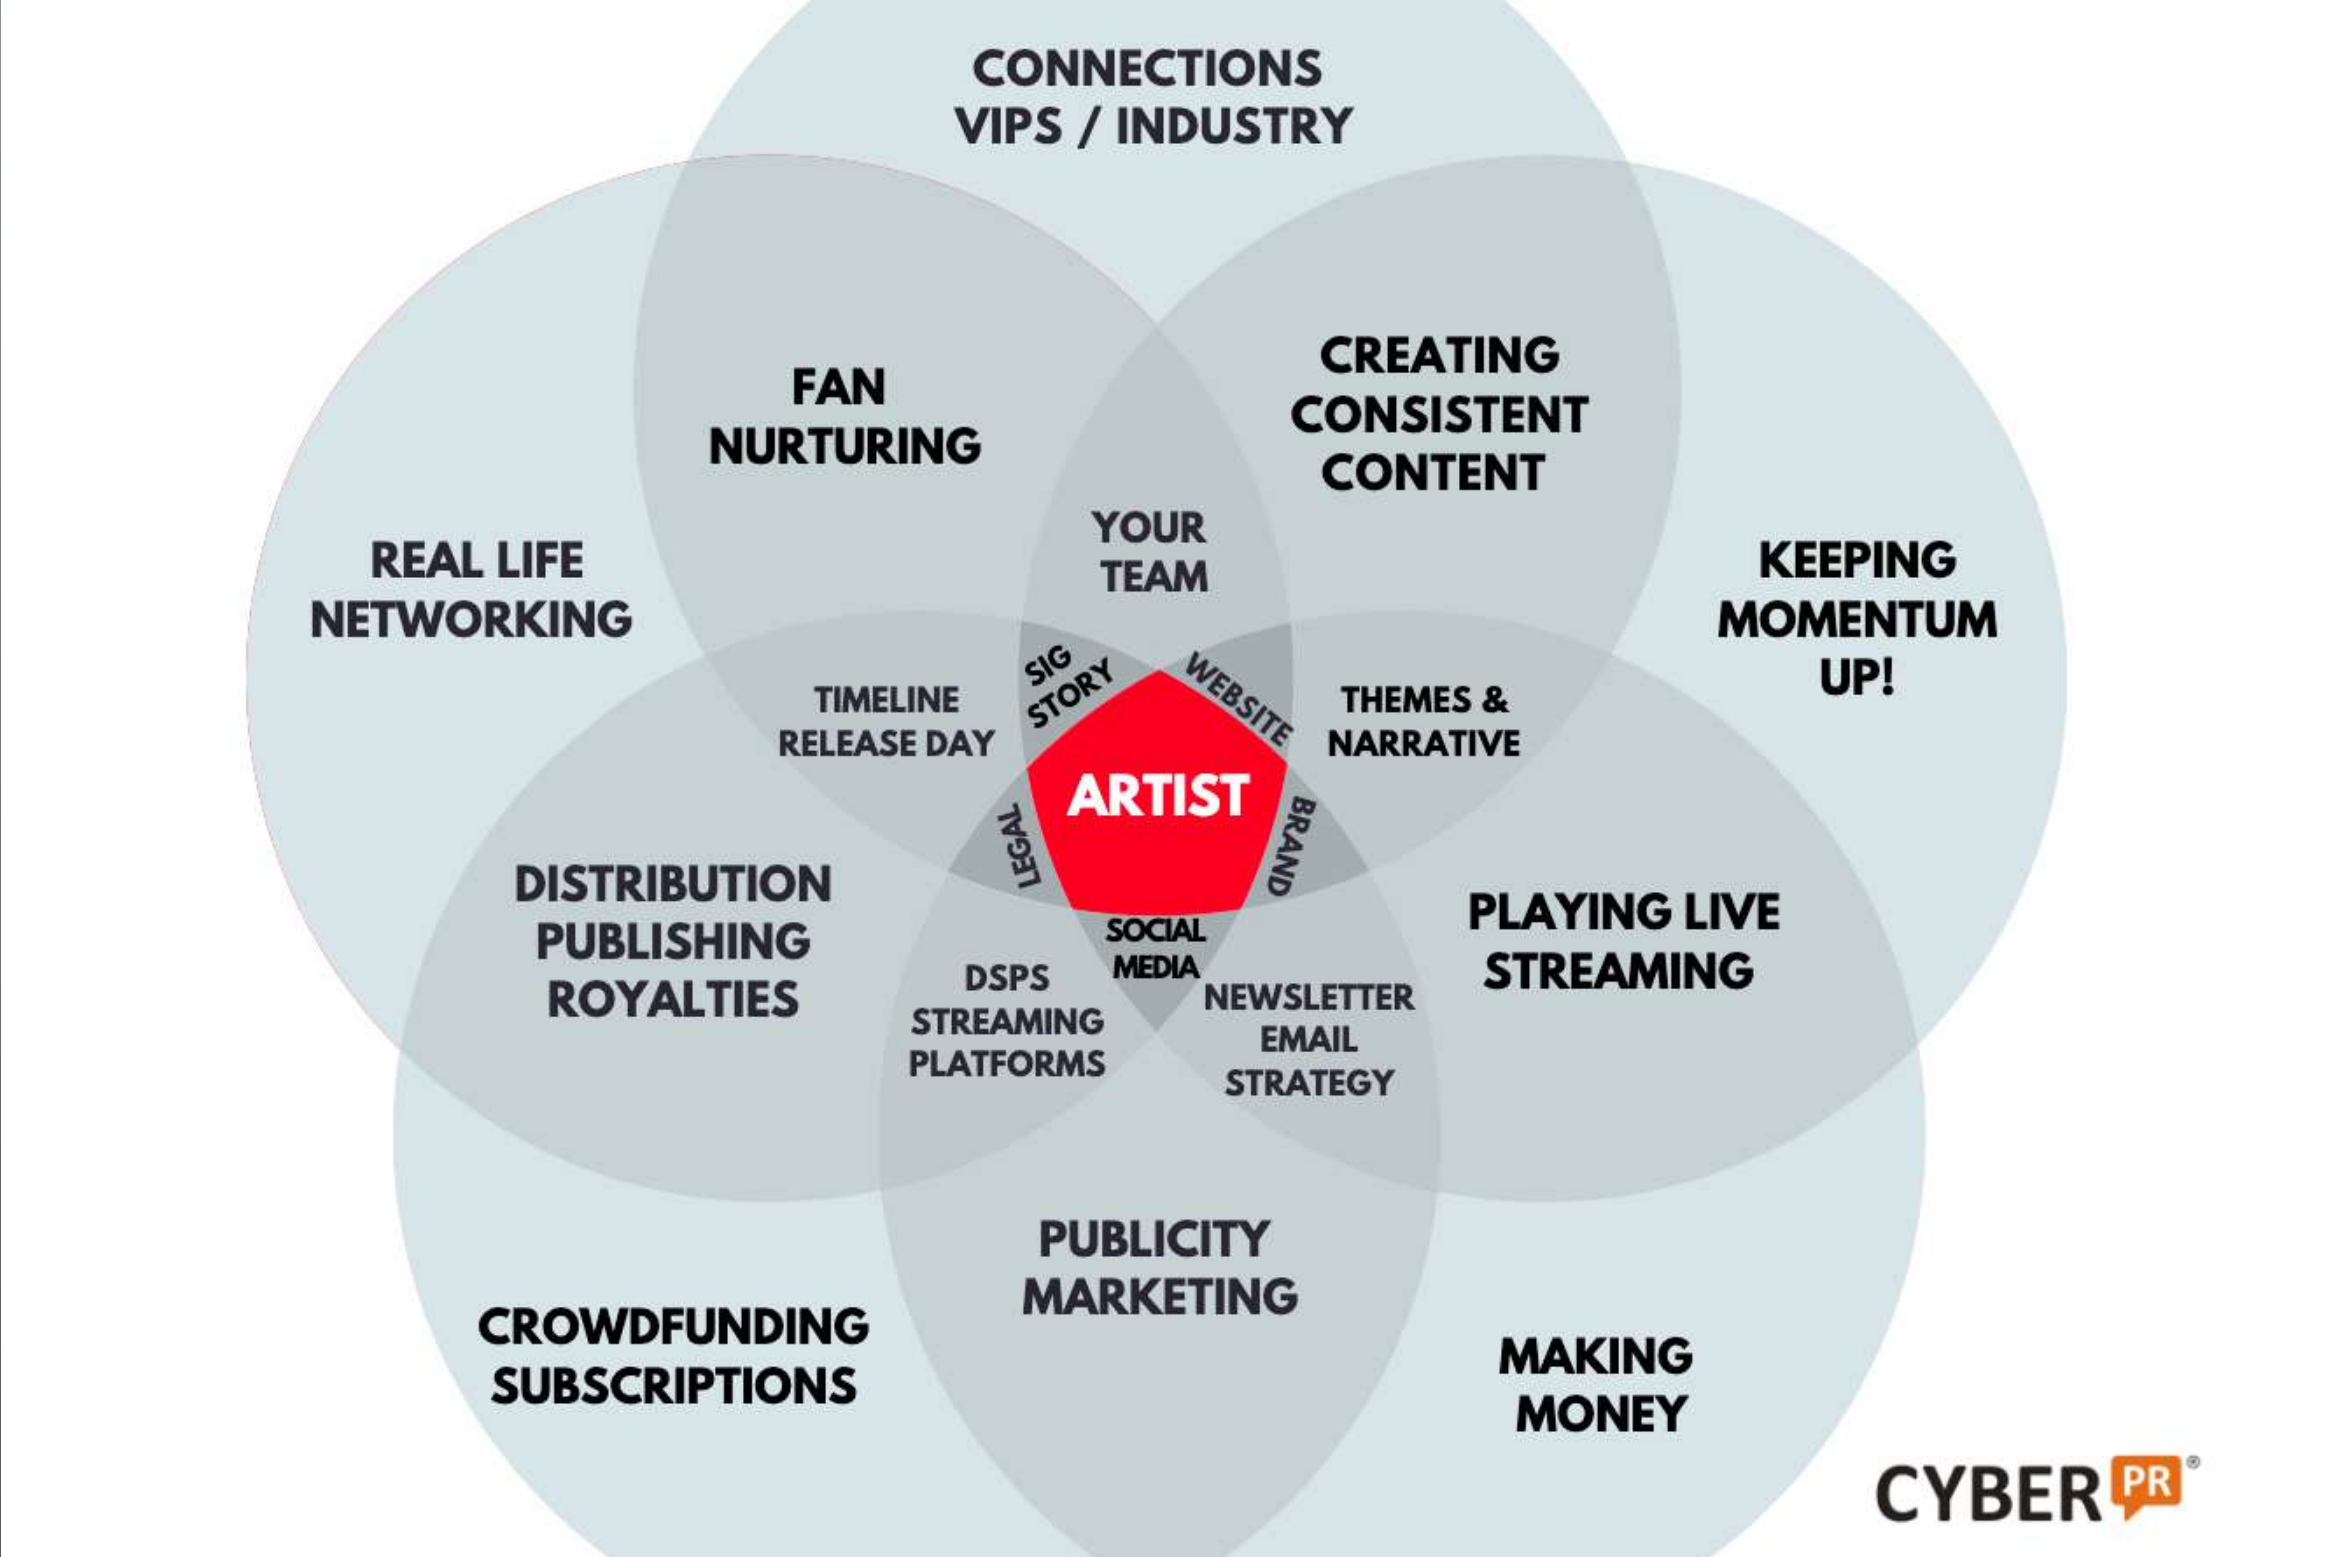 CONNECTIONS
VIPS / INDUSTRY
FAN
NURTURING
CREATING
CONSISTENT
CONTENT
YOUR
TEAM
REAL LIFE
NETWORKING
KEEPING
MOMENTUM
UP!
TIMELINE
RELEASE DAY
SIG
STORY
WEBSITE
THEMES &
NARRATIVE
ARTIST
LEGAL
BRAND
DISTRIBUTION
PUBLISHING
ROYALTIES
SOCIAL
MEDIA
PLAYING LIVE
STREAMING
DSPS
STREAMING
PLATFORMS
NEWSLETTER
EMAIL
STRATEGY
PUBLICITY
MARKETING
CROWDFUNDING
SUBSCRIPTIONS
MAKING
MONEY
CYBER PR®